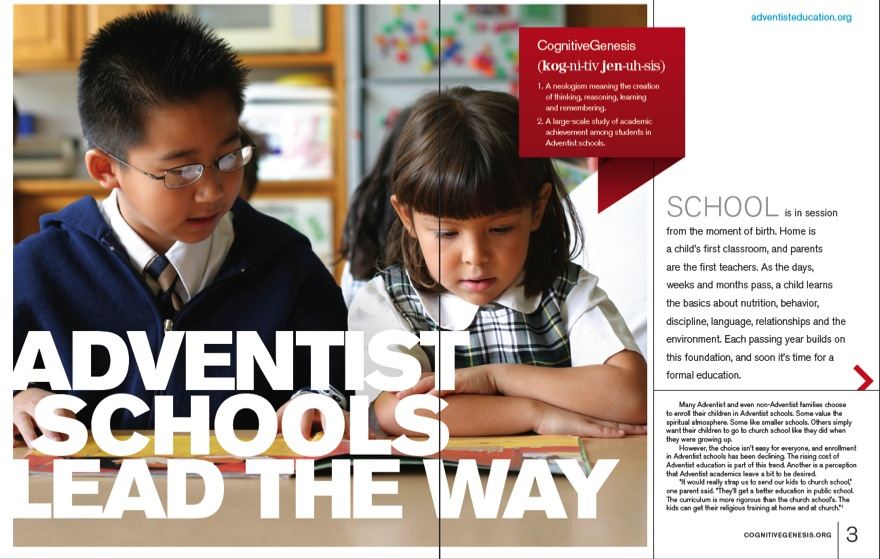 adventisteducation.org
CognitiveGenesis
(kog-ni-tiv jen-uh-sis)
1. A neologism meaning the creation
of thinking, reasoning, learning
and remembering.
2. A large-scale study of academic
achievement among students in
Adventist schools.
ADVENTIST
SCHOOLS
LEAD THE WAY
SCHOOL is in session
from the moment of birth. Home is
a child's first classroom, and parents
are the first teachers. As the days,
weeks and months pass, a child learns
the basics about nutrition, behavior,
discipline, language, relationships and the
environment. Each passing year builds on
this foundation, and soon it's time for a
formal education.
Many Adventist and even non-Adventist families choose
to enroll their children in Adventist schools. Some value the
spiritual atmosphere. Some like smaller schools. Others simply
want their children to go to church school like they did when
they were growing up.
However, the choice isn't easy for everyone, and enrollment
in Adventist schools has been declining. The rising cost of
Adventist education is part of this trend. Another is a perception
that Adventist academics leave a bit to be desired.
"It would really strap us to send our kids to church school,"
one parent said. "They'll get a better education in public school.
The curriculum is more rigorous than the church school's. The
kids can get their religious training at home and at church."¹
COGNITIVEGENESIS.ORG 3